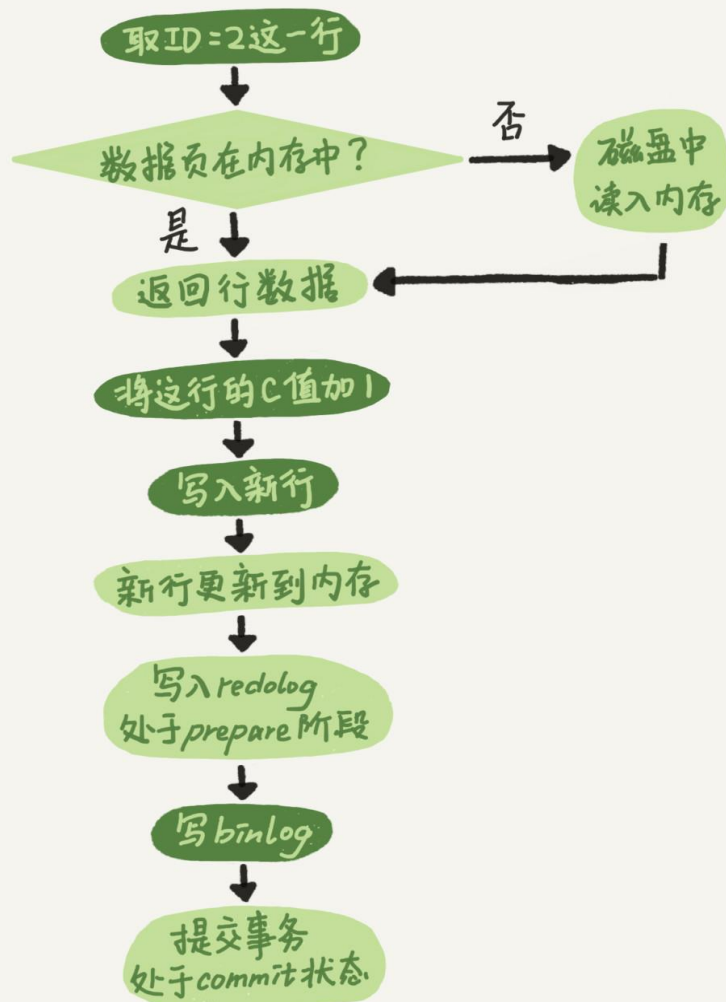 取ID=2这一行
数据页在内存中？
否
磁盘中
读入内存
是
返回行数据
将这行的C值加1
写入新行
新行更新到内存
写入redolog
处于prepare阶段
写binlog
提交事务
处于commit状态